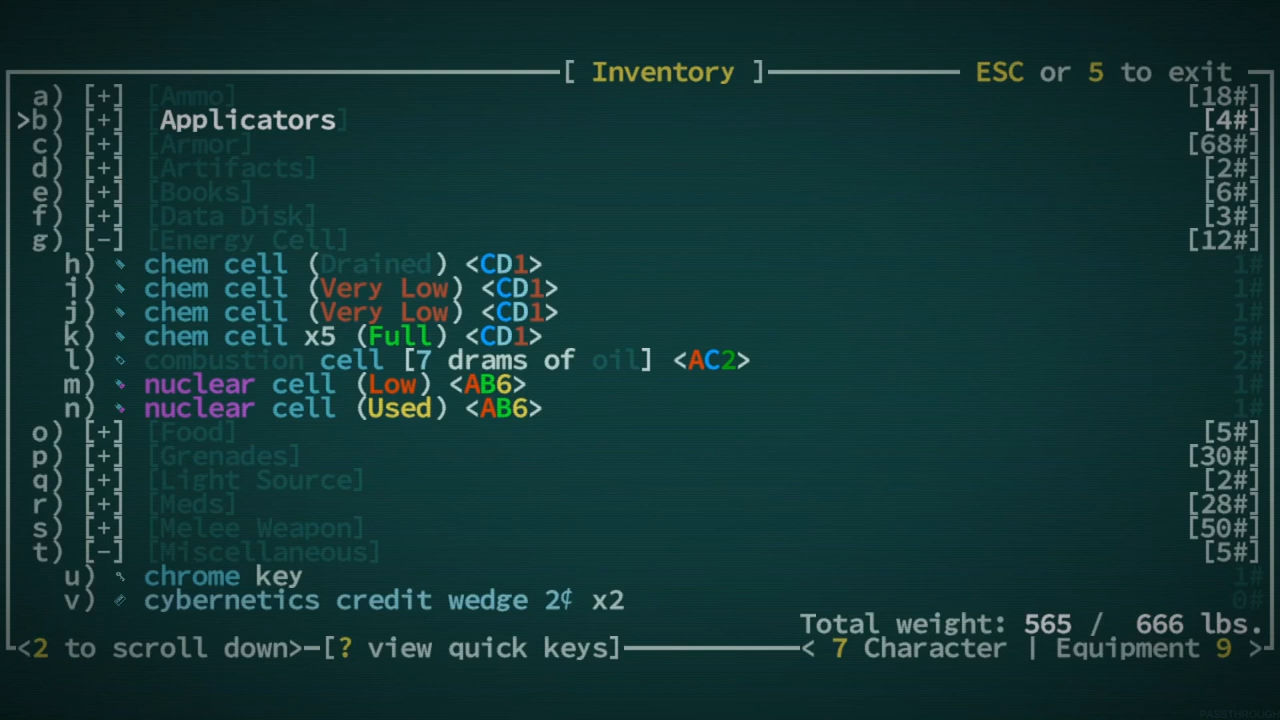 [ Inventory ] ESC or 5 to exit
a) [+] [Ammo] [18#]
>b) [+] Applicators] [4#]
c) [+] [Armor] [68#]
d) [+] [Artifacts] [2#]
e) [+] [Books] [6#]
f) [+] [Data Disk] [3#]
g) [-] [Energy Cell] [12#]
h) chem cell (Drained) <CD1> 1#
i) chem cell (Very Low) <CD1> 1#
j) chem cell (Very Low) <CD1> 1#
k) chem cell x5 (Full) <CD1> 5#
l) combustion cell [7 drams of oil] <AC2> 2#
m) nuclear cell (Low) <AB6> 1#
n) nuclear cell (Used) <AB6> 1#
o) [+] [Food] [5#]
p) [+] [Grenades] [30#]
q) [+] [Light Source] [2#]
r) [+] [Meds] [28#]
s) [+] [Melee Weapon] [50#]
t) [-] [Miscellaneous] [5#]
u) chrome key 1#
v) cybernetics credit wedge 2¢ x2 0#
Total weight: 565 / 666 lbs.
<2 to scroll down> [? view quick keys] < 7 Character | Equipment 9 >